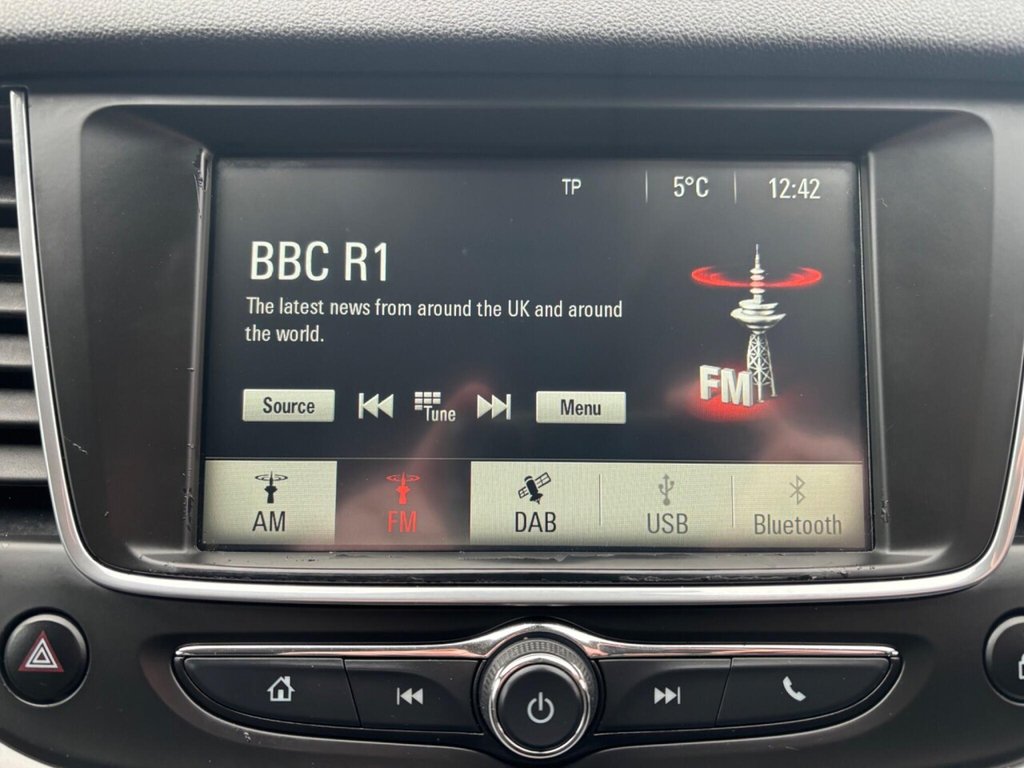 TP 5°C 12:42
BBC R1
The latest news from around the UK and around
the world.
FM
Source Tune Menu
AM FM DAB USB Bluetooth